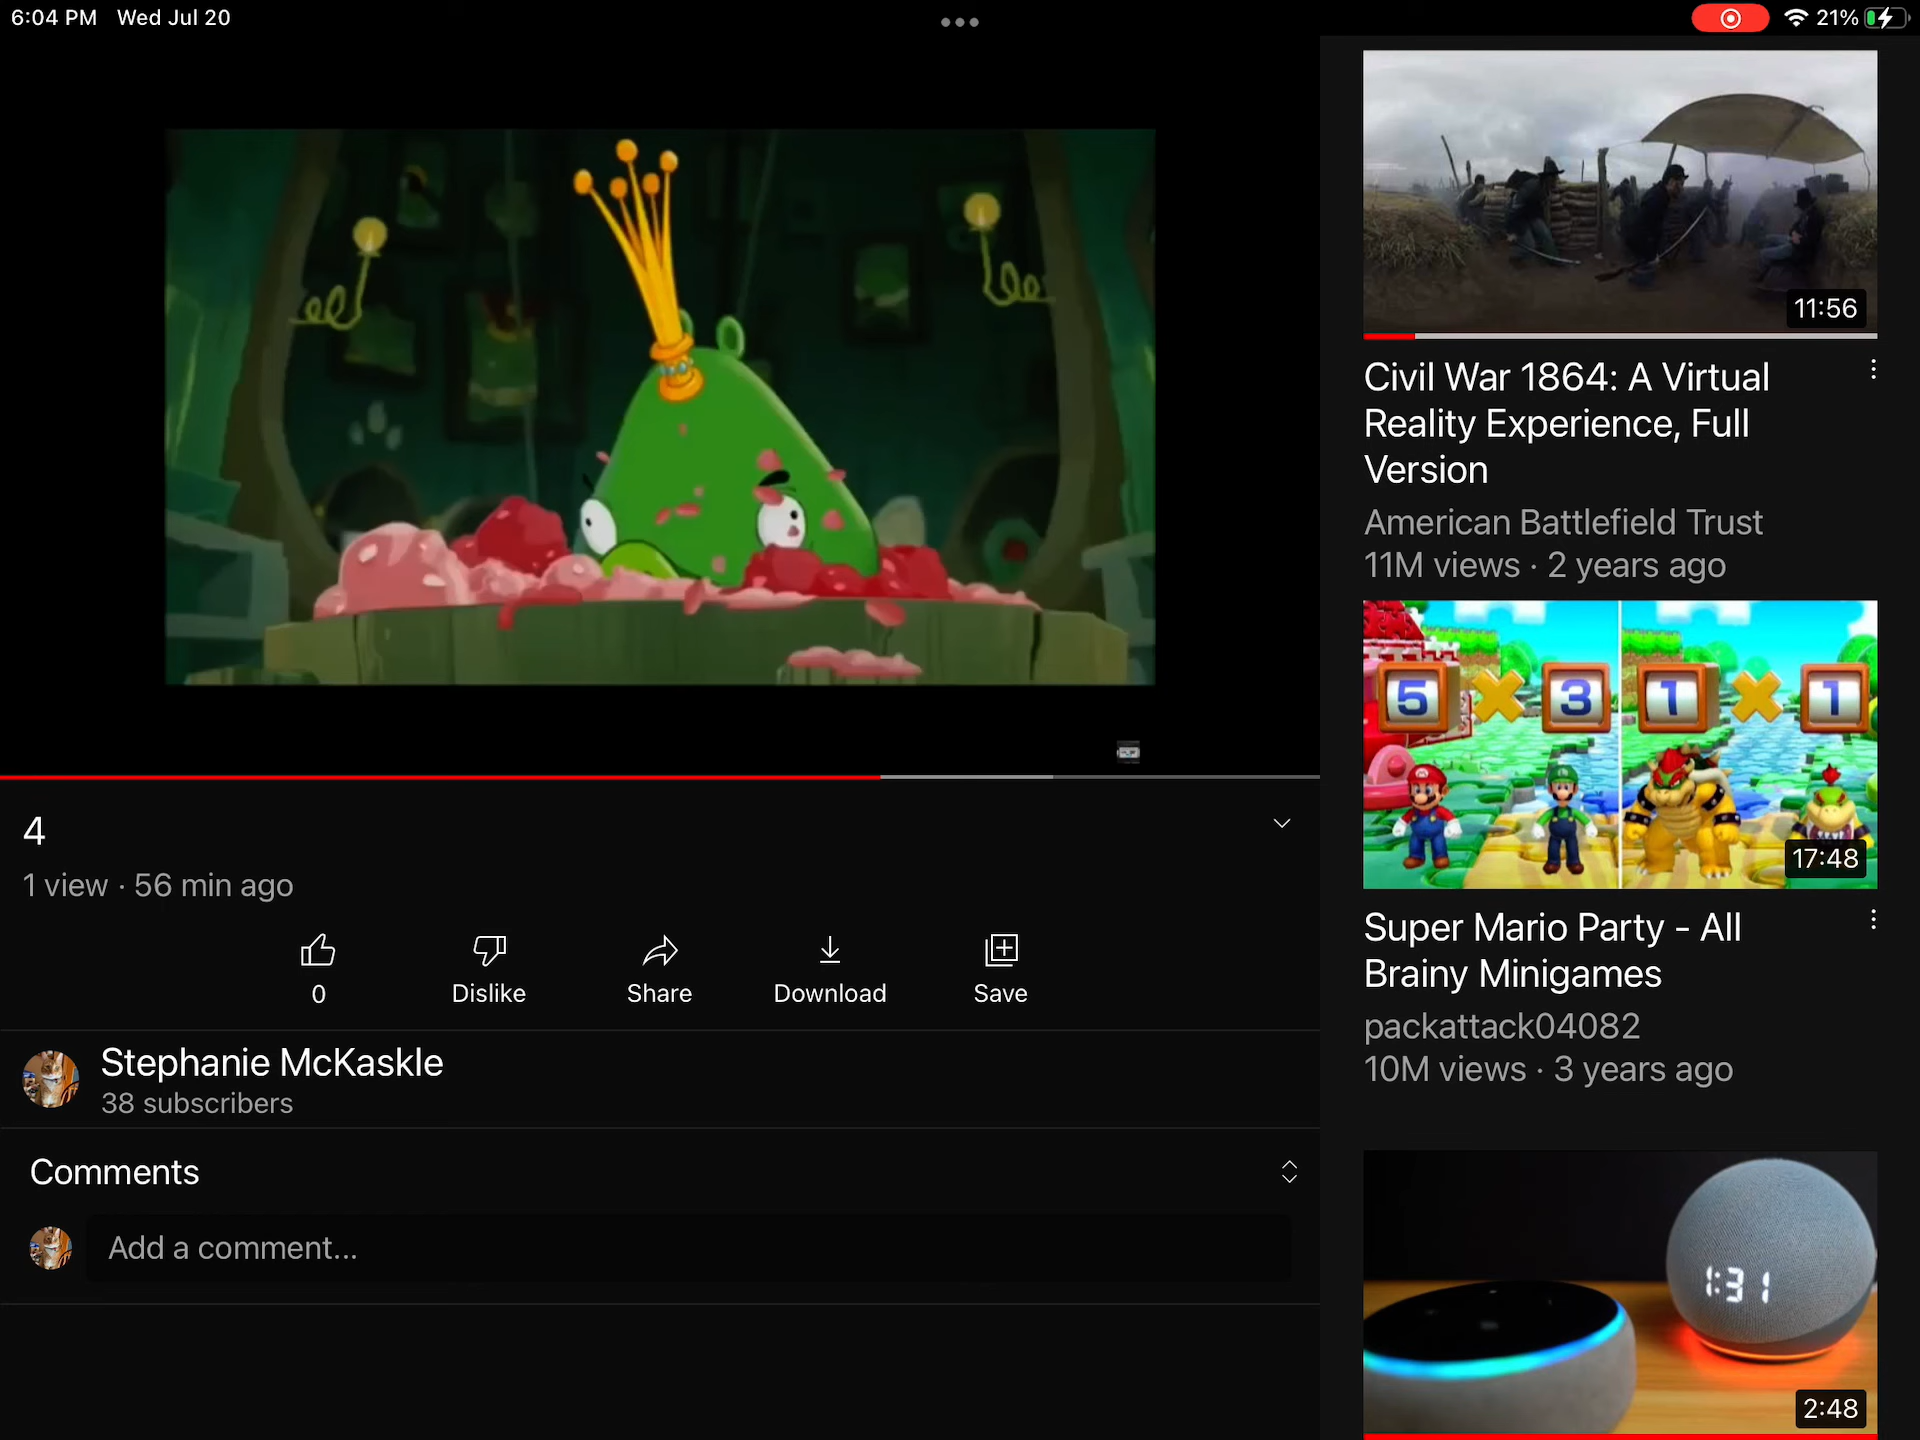 6:04 PM Wed Jul 20
21%
4
1 view · 56 min ago
0
Dislike
Share
Download
Save
Stephanie McKaskle
38 subscribers
Comments
Add a comment...
11:56
Civil War 1864: A Virtual
Reality Experience, Full
Version
American Battlefield Trust
11M views · 2 years ago
5 3 1 1
17:48
Super Mario Party - All
Brainy Minigames
packattack04082
10M views · 3 years ago
1:31
2:48